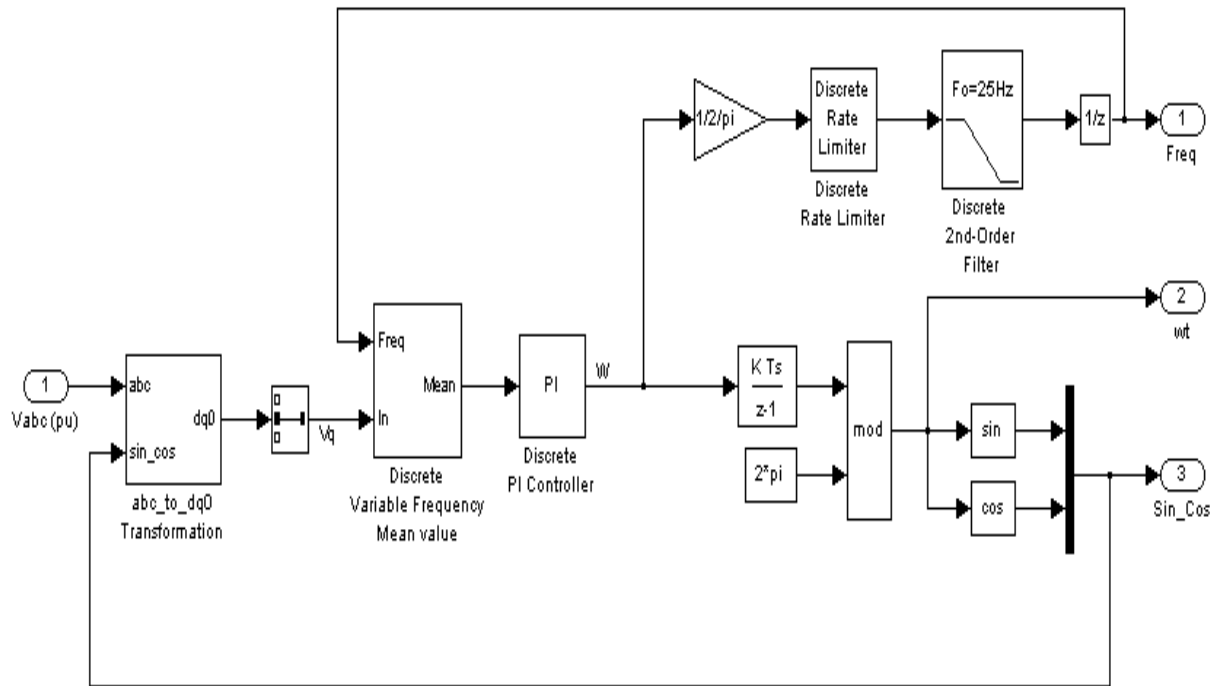 1
Vabc (pu)
abc
sin_cos
dq0
abc_to_dq0
Transformation
Vq
Freq
In
Mean
Discrete
Variable Frequency
Mean value
PI
Discrete
PI Controller
W
1/2/pi
Discrete
Rate
Limiter
Discrete
Rate Limiter
Fo=25Hz
Discrete
2nd-Order
Filter
1/z
1
Freq
K Ts
z-1
2*pi
mod
sin
cos
2
wt
3
Sin_Cos